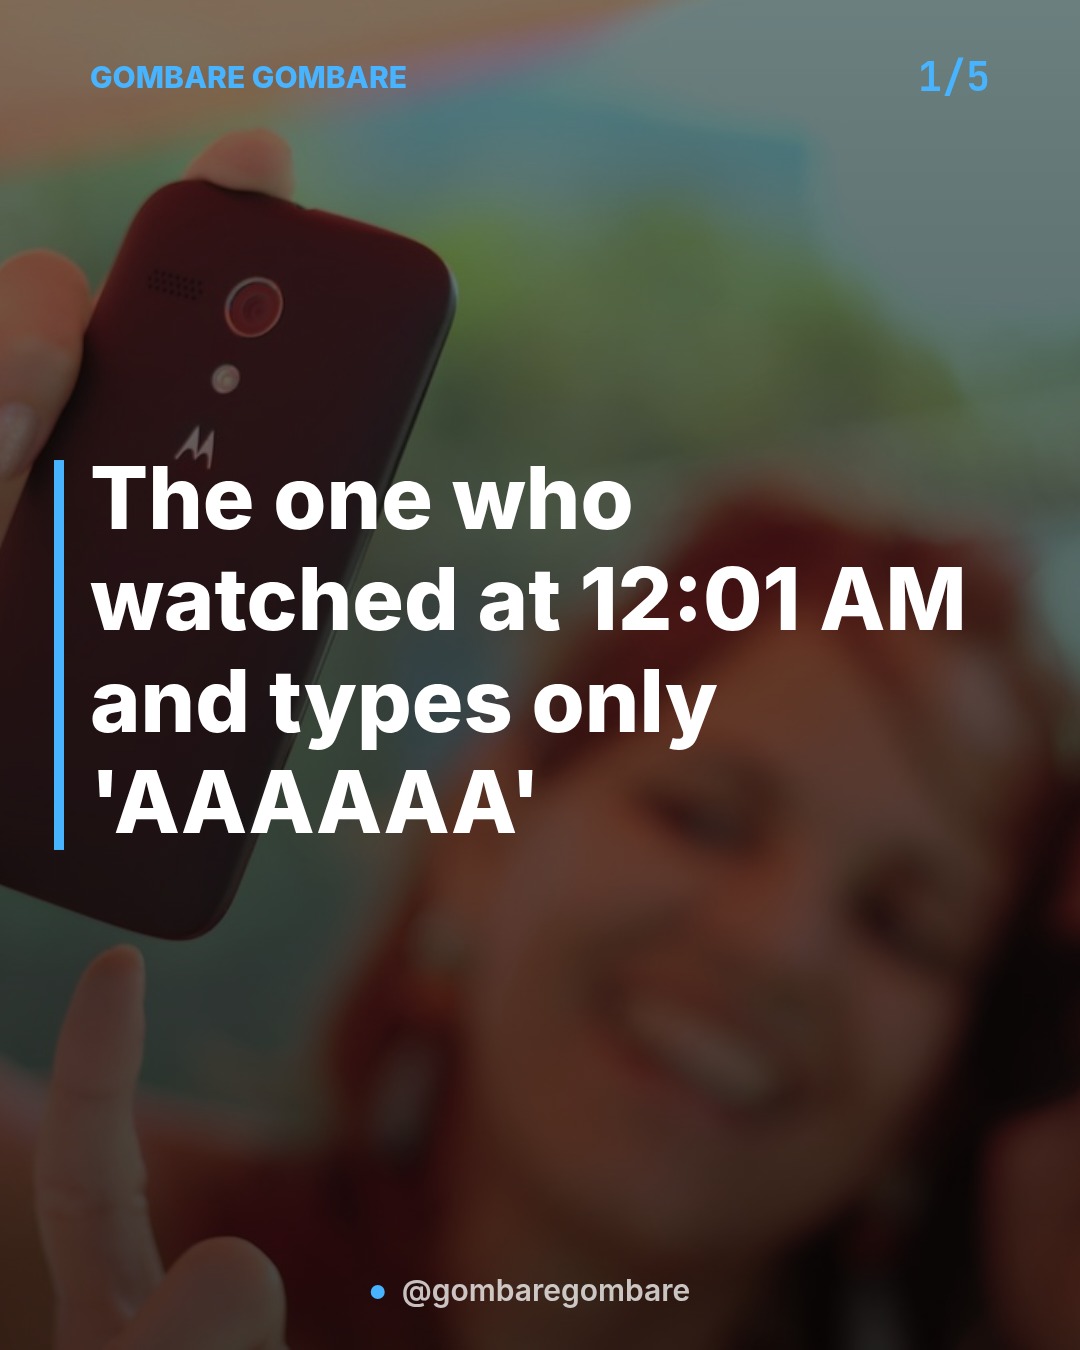 GOMBARE GOMBARE
1/5
The one who
watched at 12:01 AM
and types only
'AAAAAA'
@gombaregombare